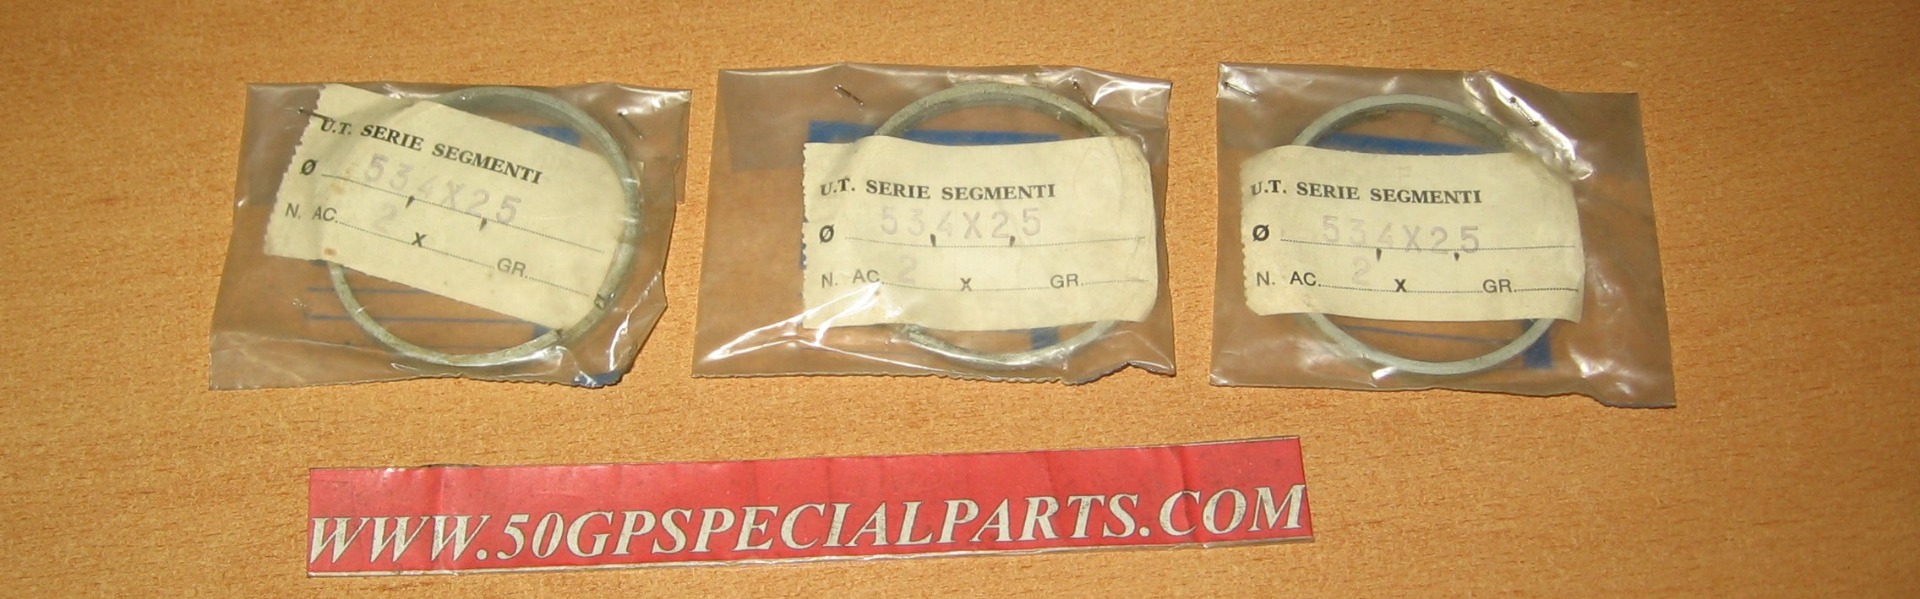 U.T. SERIE SEGMENTI
Ø 53,4X2,5
N. AC. 2 x GR.
U.T. SERIE SEGMENTI
Ø 53,4X2,5
N. AC. 2 x GR.
U.T. SERIE SEGMENTI
Ø 53,4X2,5
N. AC. 2 x GR.
WWW.50GPSPECIALPARTS.COM